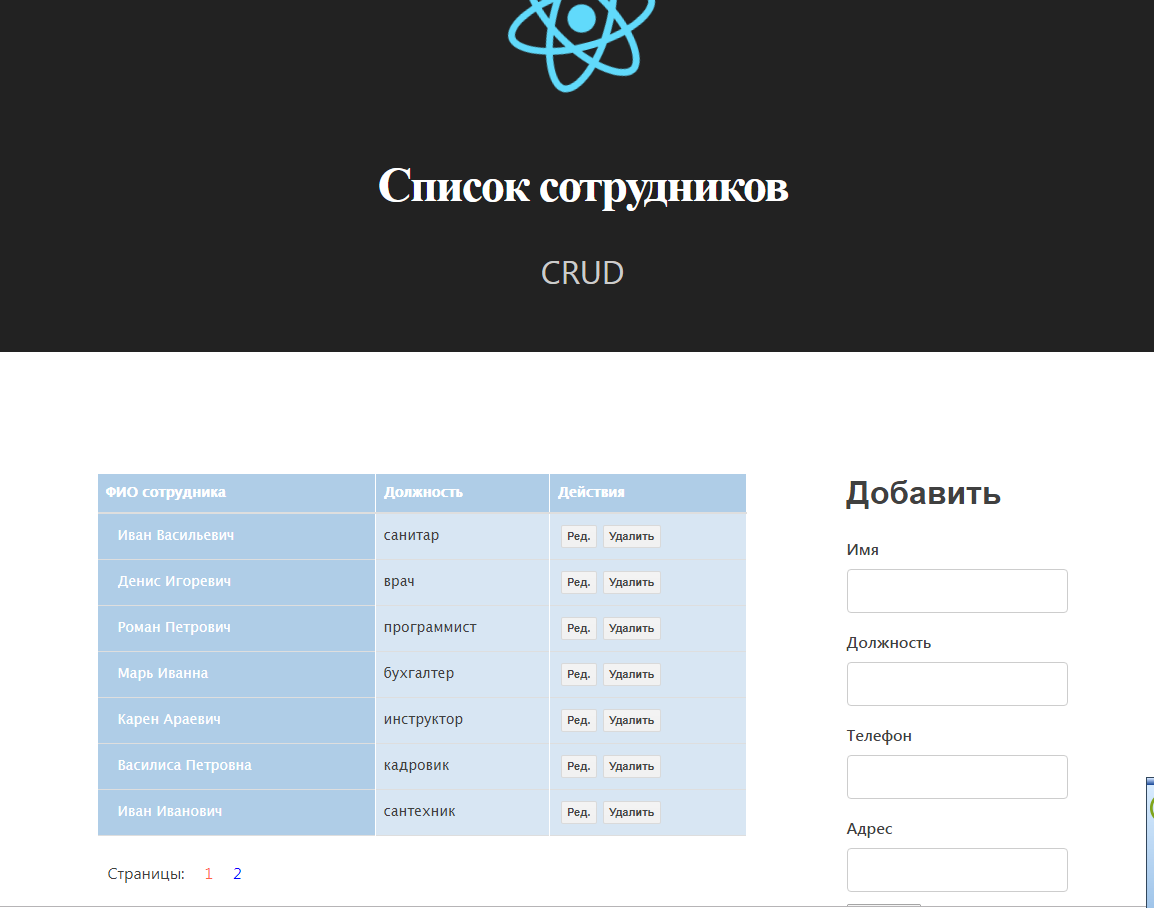 Список сотрудников
CRUD
ФИО сотрудника Должность Действия
Иван Васильевич санитар Ред. Удалить
Денис Игоревич врач Ред. Удалить
Роман Петрович программист Ред. Удалить
Марь Иванна бухгалтер Ред. Удалить
Карен Араевич инструктор Ред. Удалить
Василиса Петровна кадровик Ред. Удалить
Иван Иванович сантехник Ред. Удалить
Страницы: 1 2
Добавить
Имя
Должность
Телефон
Адрес